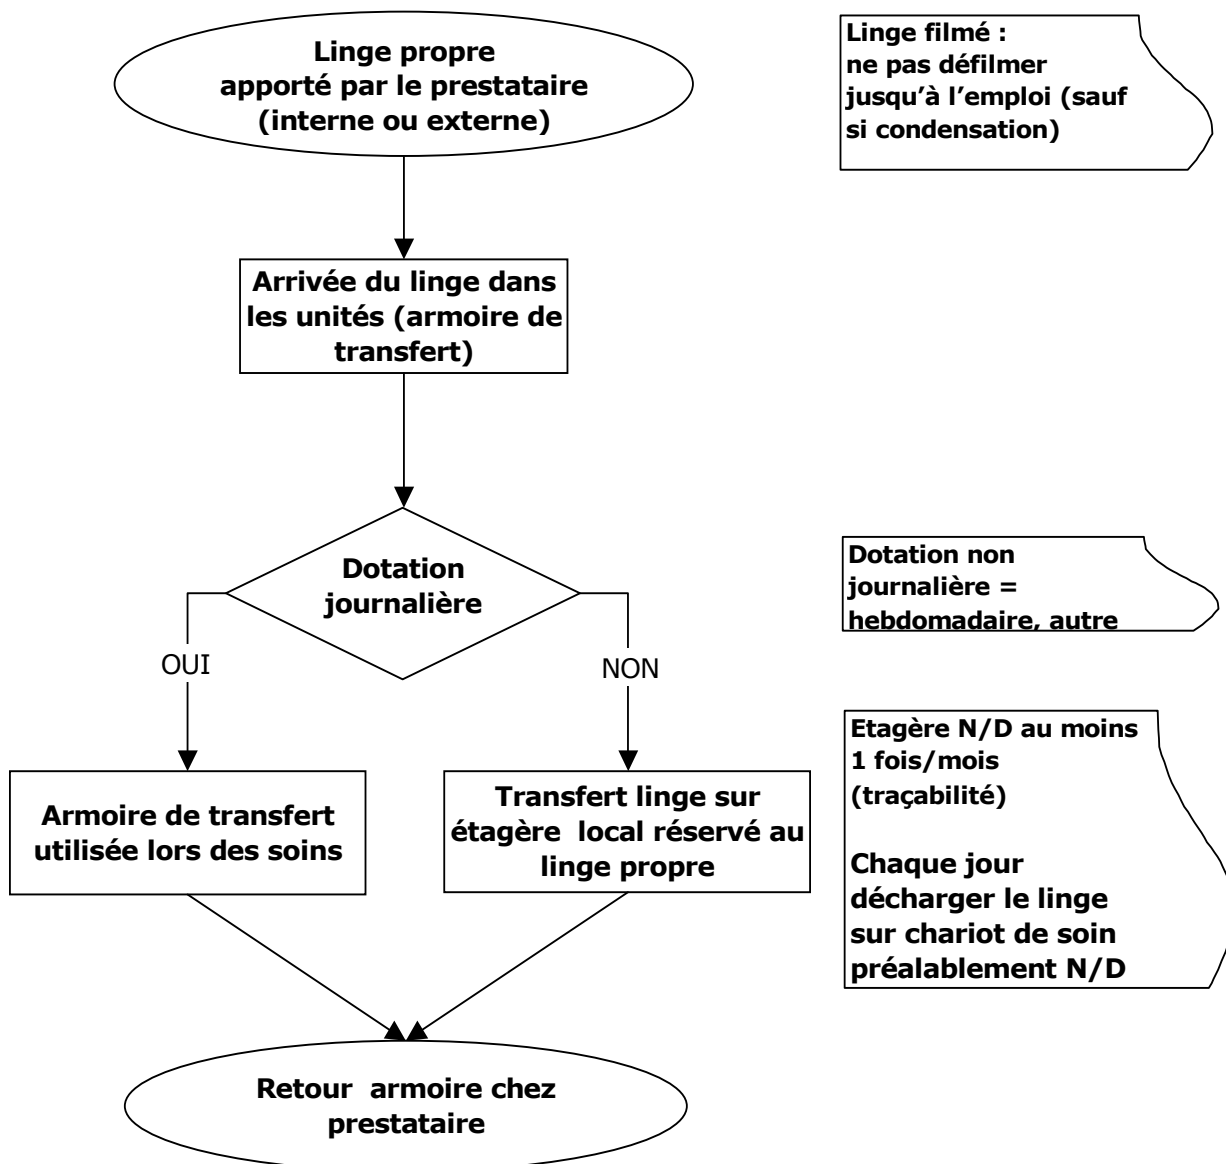 Linge propre
apporté par le prestataire
(interne ou externe)
Linge filmé :
ne pas défilmer
jusqu’à l’emploi (sauf
si condensation)
Arrivée du linge dans
les unités (armoire de
transfert)
Dotation
journalière
Dotation non
journalière =
hebdomadaire, autre
OUI
NON
Armoire de transfert
utilisée lors des soins
Transfert linge sur
étagère local réservé au
linge propre
Etagère N/D au moins
1 fois/mois
(traçabilité)
Chaque jour
décharger le linge
sur chariot de soin
préalablement N/D
Retour armoire chez
prestataire